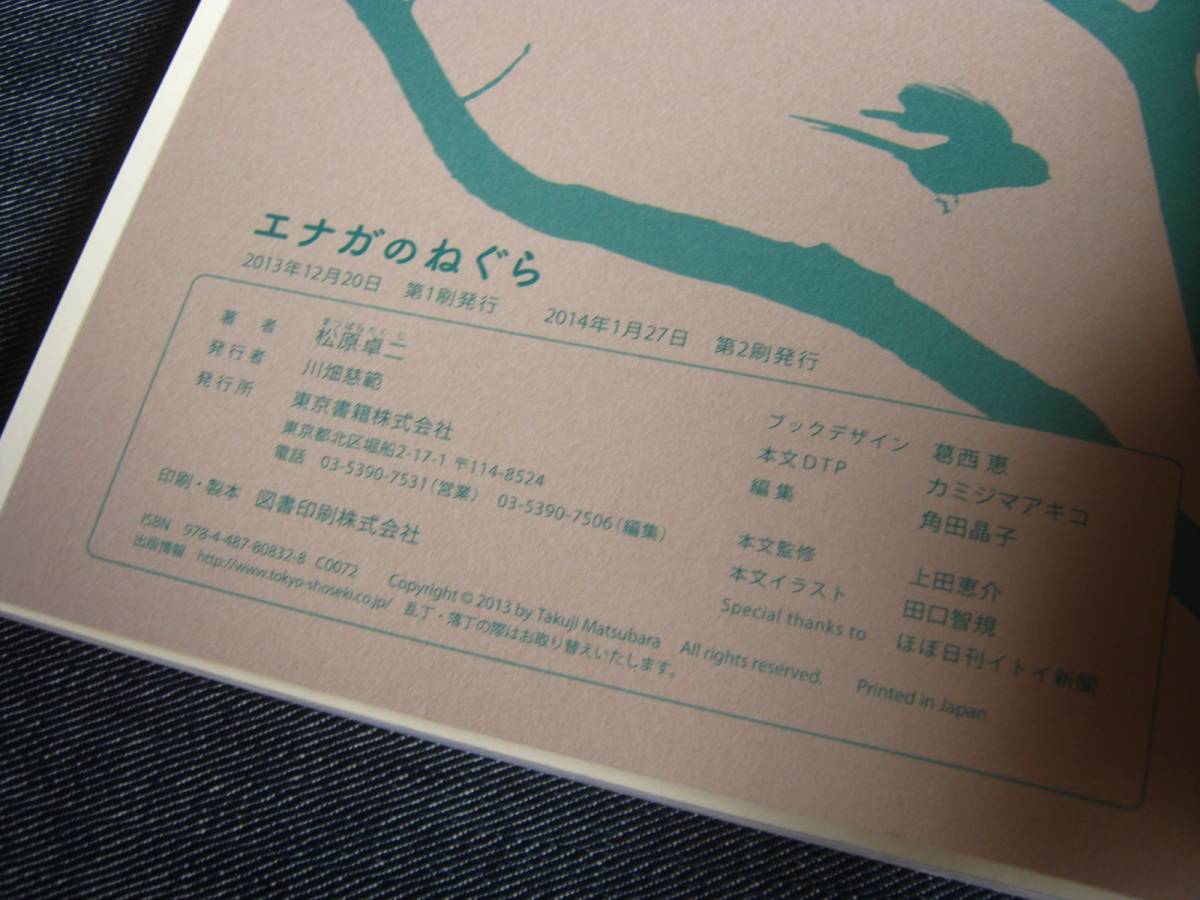 エナガのねぐら
2013年12月20日　第1刷発行　2014年1月27日　第2刷発行
まつばらたくじ
著者　松原卓二
発行者　川畑慈範
発行所　東京書籍株式会社
東京都北区堀船2-17-1 〒114-8524
電話　03-5390-7531（営業）　03-5390-7506（編集）
印刷・製本　図書印刷株式会社
ブックデザイン　葛西 恵
本文DTP　カミジマアキコ
編集　角田晶子
本文監修　上田恵介
本文イラスト　田口智規
Special thanks to　ほぼ日刊イトイ新聞
ISBN　978-4-487-80832-8　C0072　Copyright © 2013 by Takuji Matsubara　All rights reserved.　Printed in Japan
出版情報　http://www.tokyo-shoseki.co.jp/　乱丁・落丁の際はお取り替えいたします。